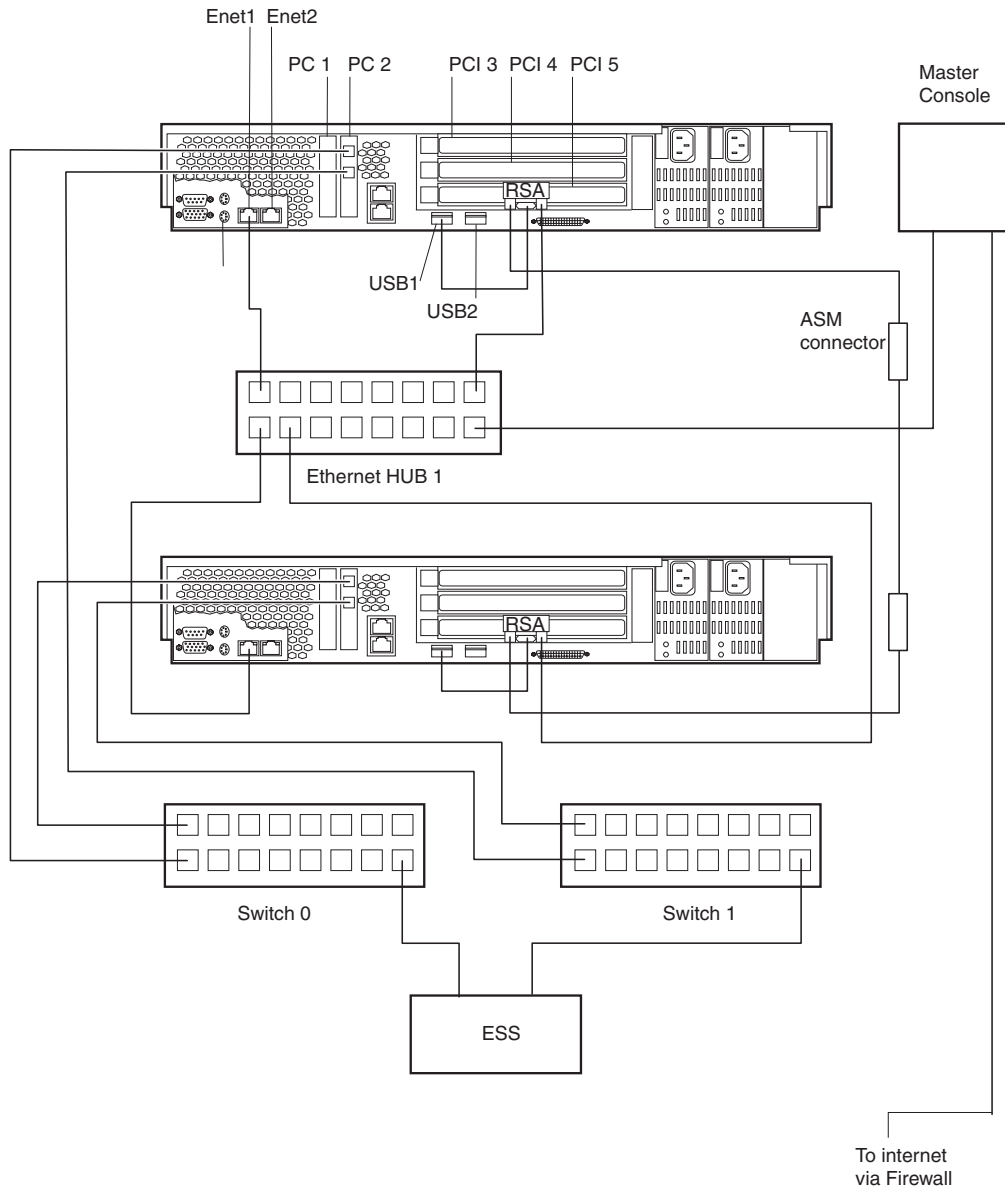 Enet1 Enet2
PC 1 PC 2 PCI 3 PCI 4 PCI 5
Master
Console
RSA
USB1
USB2
ASM
connector
Ethernet HUB 1
RSA
Switch 0
Switch 1
ESS
To internet
via Firewall